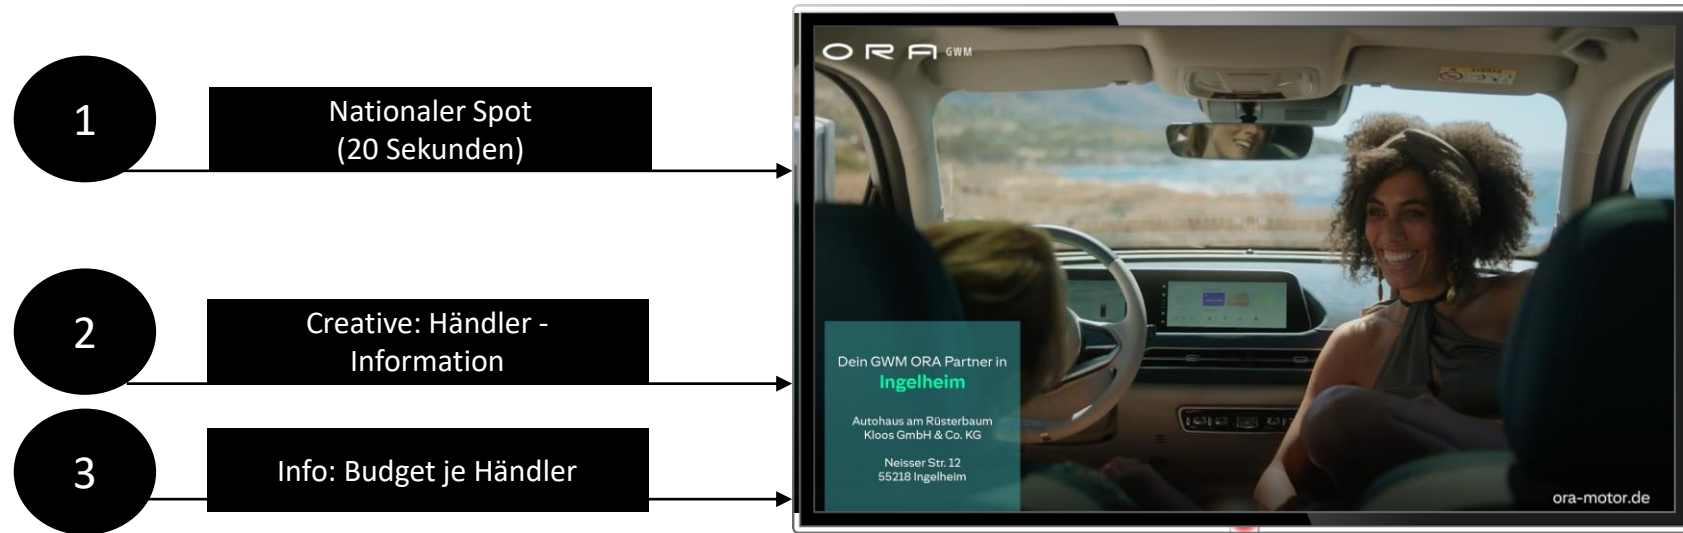 1
Nationaler Spot
(20 Sekunden)
2
Creative: Händler -
Information
3
Info: Budget je Händler
ORA GWM
Dein GWM ORA Partner in
Ingelheim
Autohaus am Rüsterbaum
Kloos GmbH & Co. KG
Neisser Str. 12
55218 Ingelheim
ora-motor.de